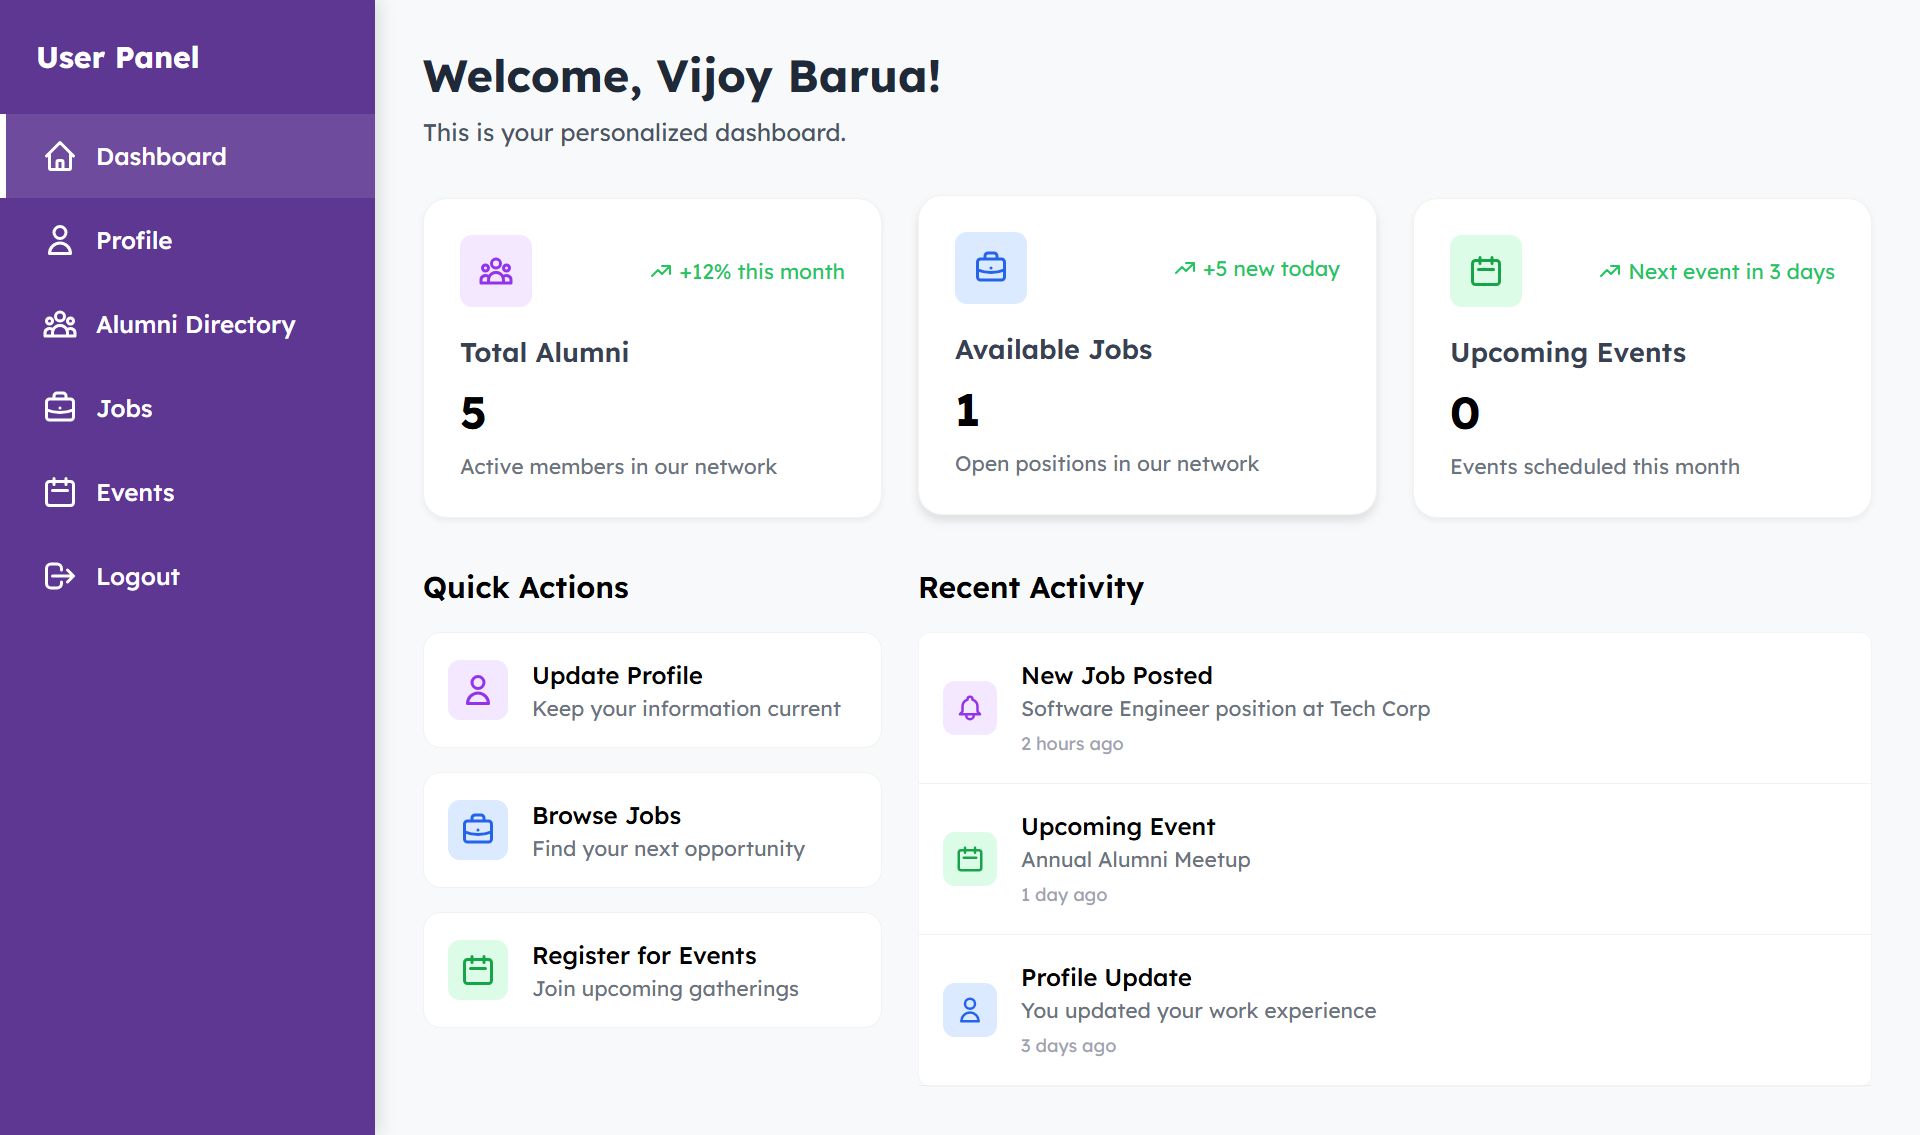 User Panel
Dashboard
Profile
Alumni Directory
Jobs
Events
Logout
Welcome, Vijoy Barua!
This is your personalized dashboard.
+12% this month
Total Alumni
5
Active members in our network
+5 new today
Available Jobs
1
Open positions in our network
Next event in 3 days
Upcoming Events
0
Events scheduled this month
Quick Actions
Update Profile
Keep your information current
Browse Jobs
Find your next opportunity
Register for Events
Join upcoming gatherings
Recent Activity
New Job Posted
Software Engineer position at Tech Corp
2 hours ago
Upcoming Event
Annual Alumni Meetup
1 day ago
Profile Update
You updated your work experience
3 days ago